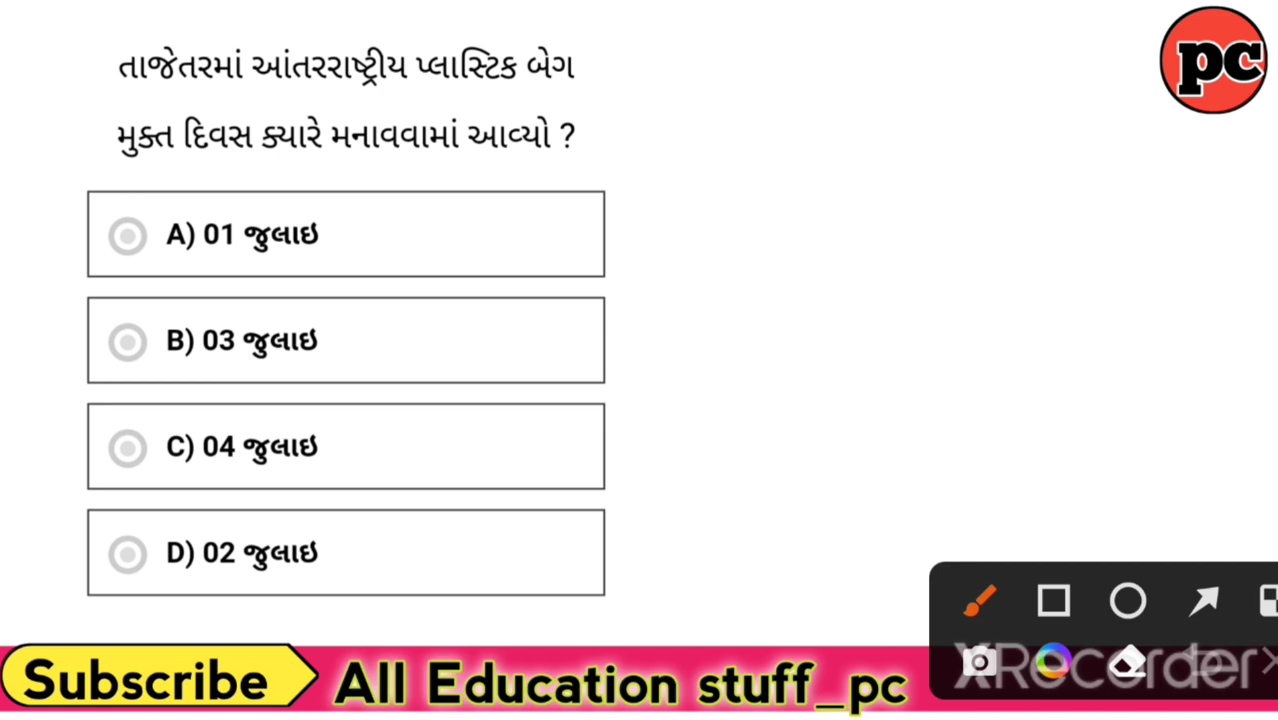 pc
તાજેતરમાં આંતરરાષ્ટ્રીય પ્લાસ્ટિક બેગ
મુક્ત દિવસ ક્યારે મનાવવામાં આવ્યો ?
A) 01 જુલાઇ
B) 03 જુલાઇ
C) 04 જુલાઇ
D) 02 જુલાઇ
Subscribe All Education stuff_pc
XRecorder